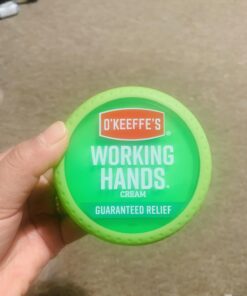 O'KEEFFE'S®
WORKING
HANDS.
CREAM
GUARANTEED RELIEF